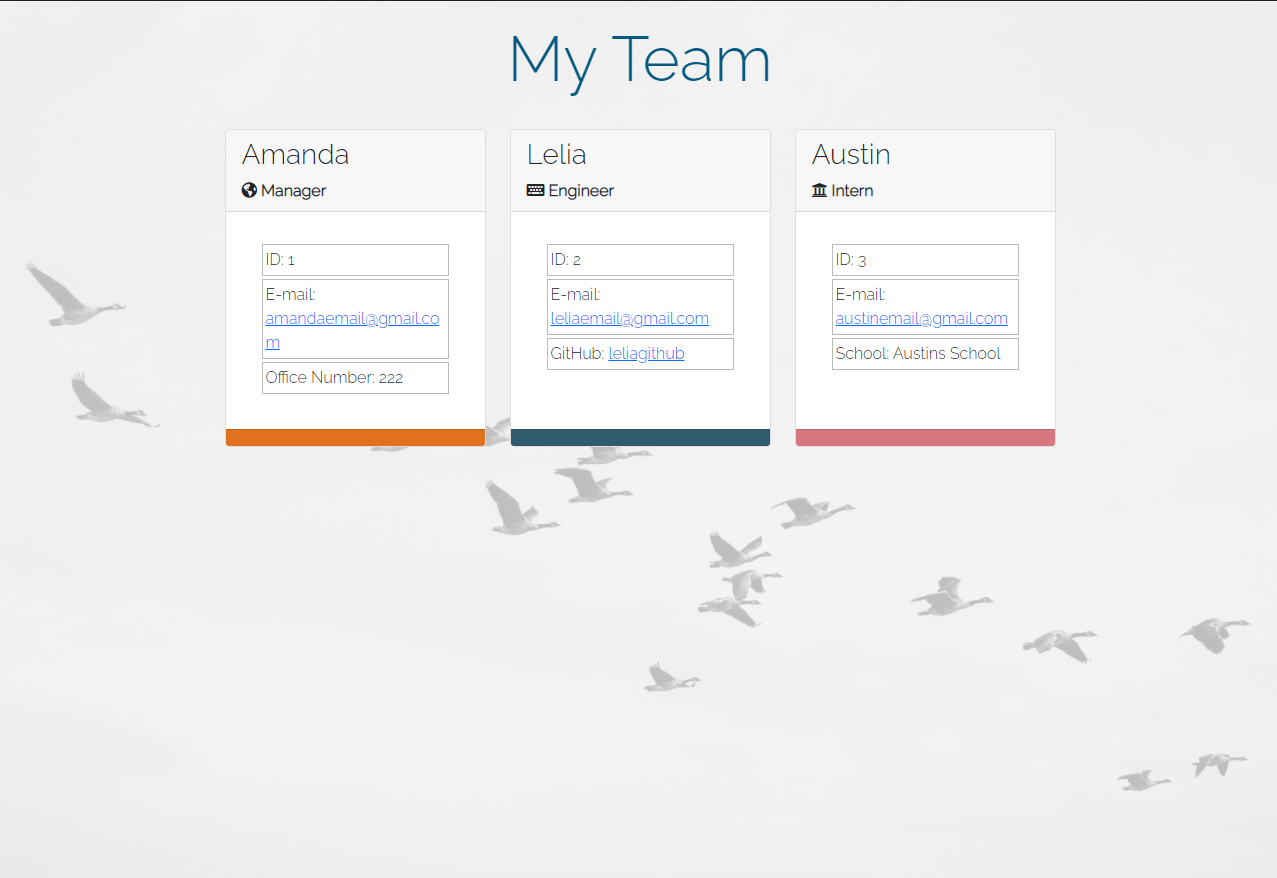 My Team
Amanda
Manager
ID: 1
E-mail:
amandaemail@gmail.co
m
Office Number: 222
Lelia
Engineer
ID: 2
E-mail:
leliaemail@gmail.com
GitHub: leliagithub
Austin
Intern
ID: 3
E-mail:
austinemail@gmail.com
School: Austins School